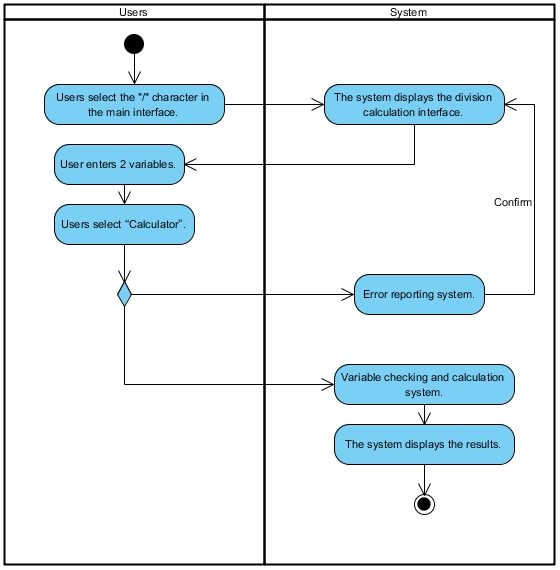 Users
System
Users select the "/" character in
the main interface.
The system displays the division
calculation interface.
User enters 2 variables.
Confirm
Users select “Calculator”.
Error reporting system.
Variable checking and calculation
system.
The system displays the results.